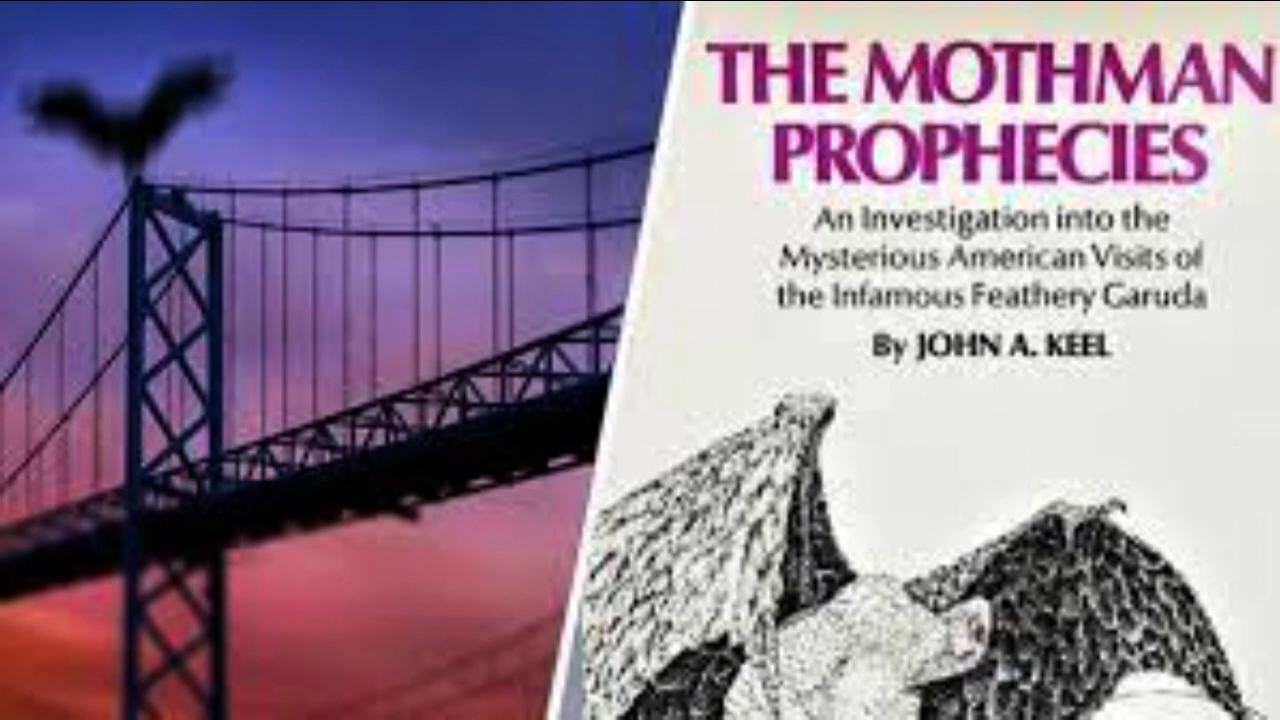 THE MOTHMAN
PROPHECIES
An Investigation into the
Mysterious American Visits of
the Infamous Feathery Garuda
By JOHN A. KEEL